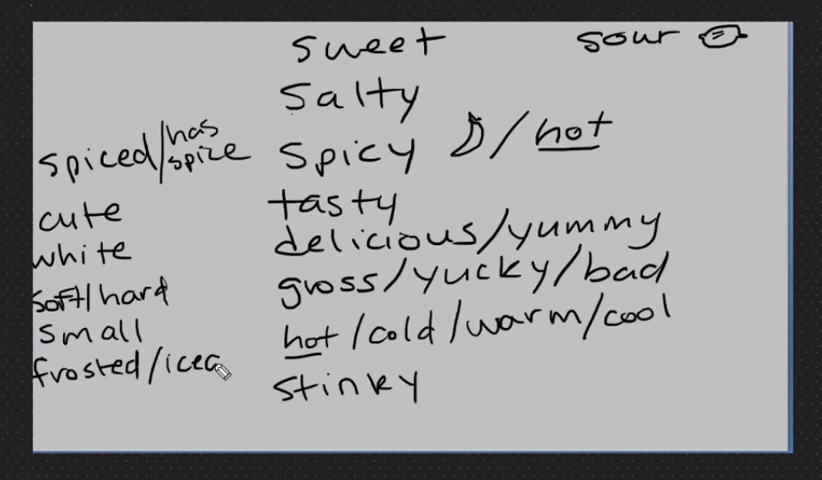 sweet
sour
salty
spiced/has spize
spicy / hot
cute
tasty
white
delicious/yummy
soft/hard
gross/yucky/bad
small
hot/cold/warm/cool
frosted/iced
stinky